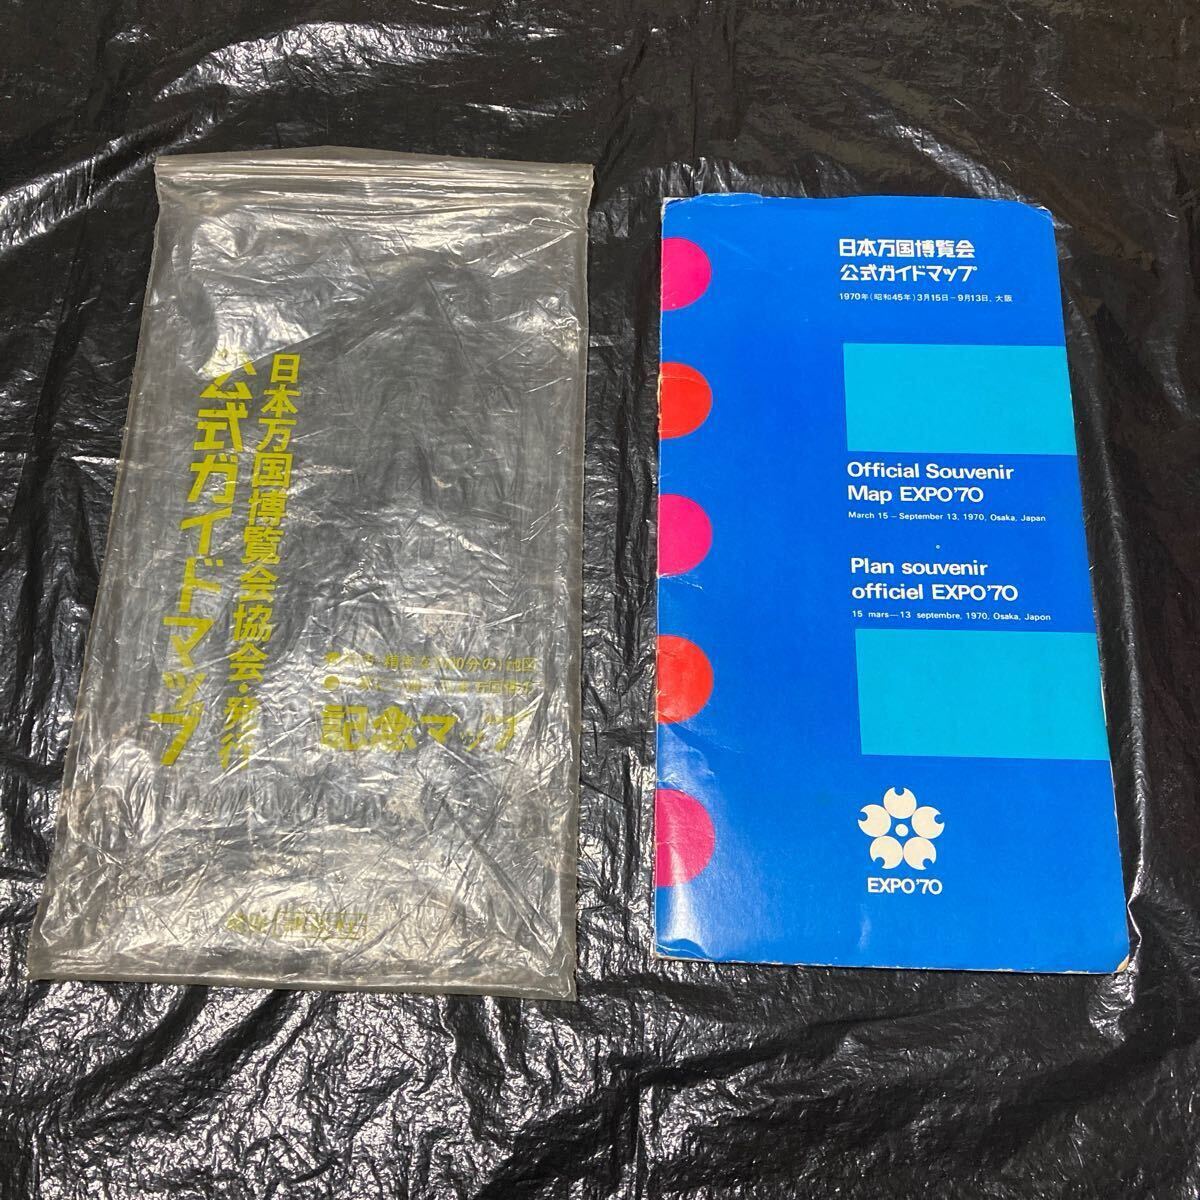 日本万国博覧会協会・発行
公式ガイドマップ
地図
記念マップ
日本万国博覧会
公式ガイドマップ
1970年(昭和45年)3月15日-9月13日, 大阪
Official Souvenir
Map EXPO'70
March 15 – September 13, 1970, Osaka, Japan
Plan souvenir
officiel EXPO'70
15 mars—13 septembre, 1970, Osaka, Japon
EXPO'70